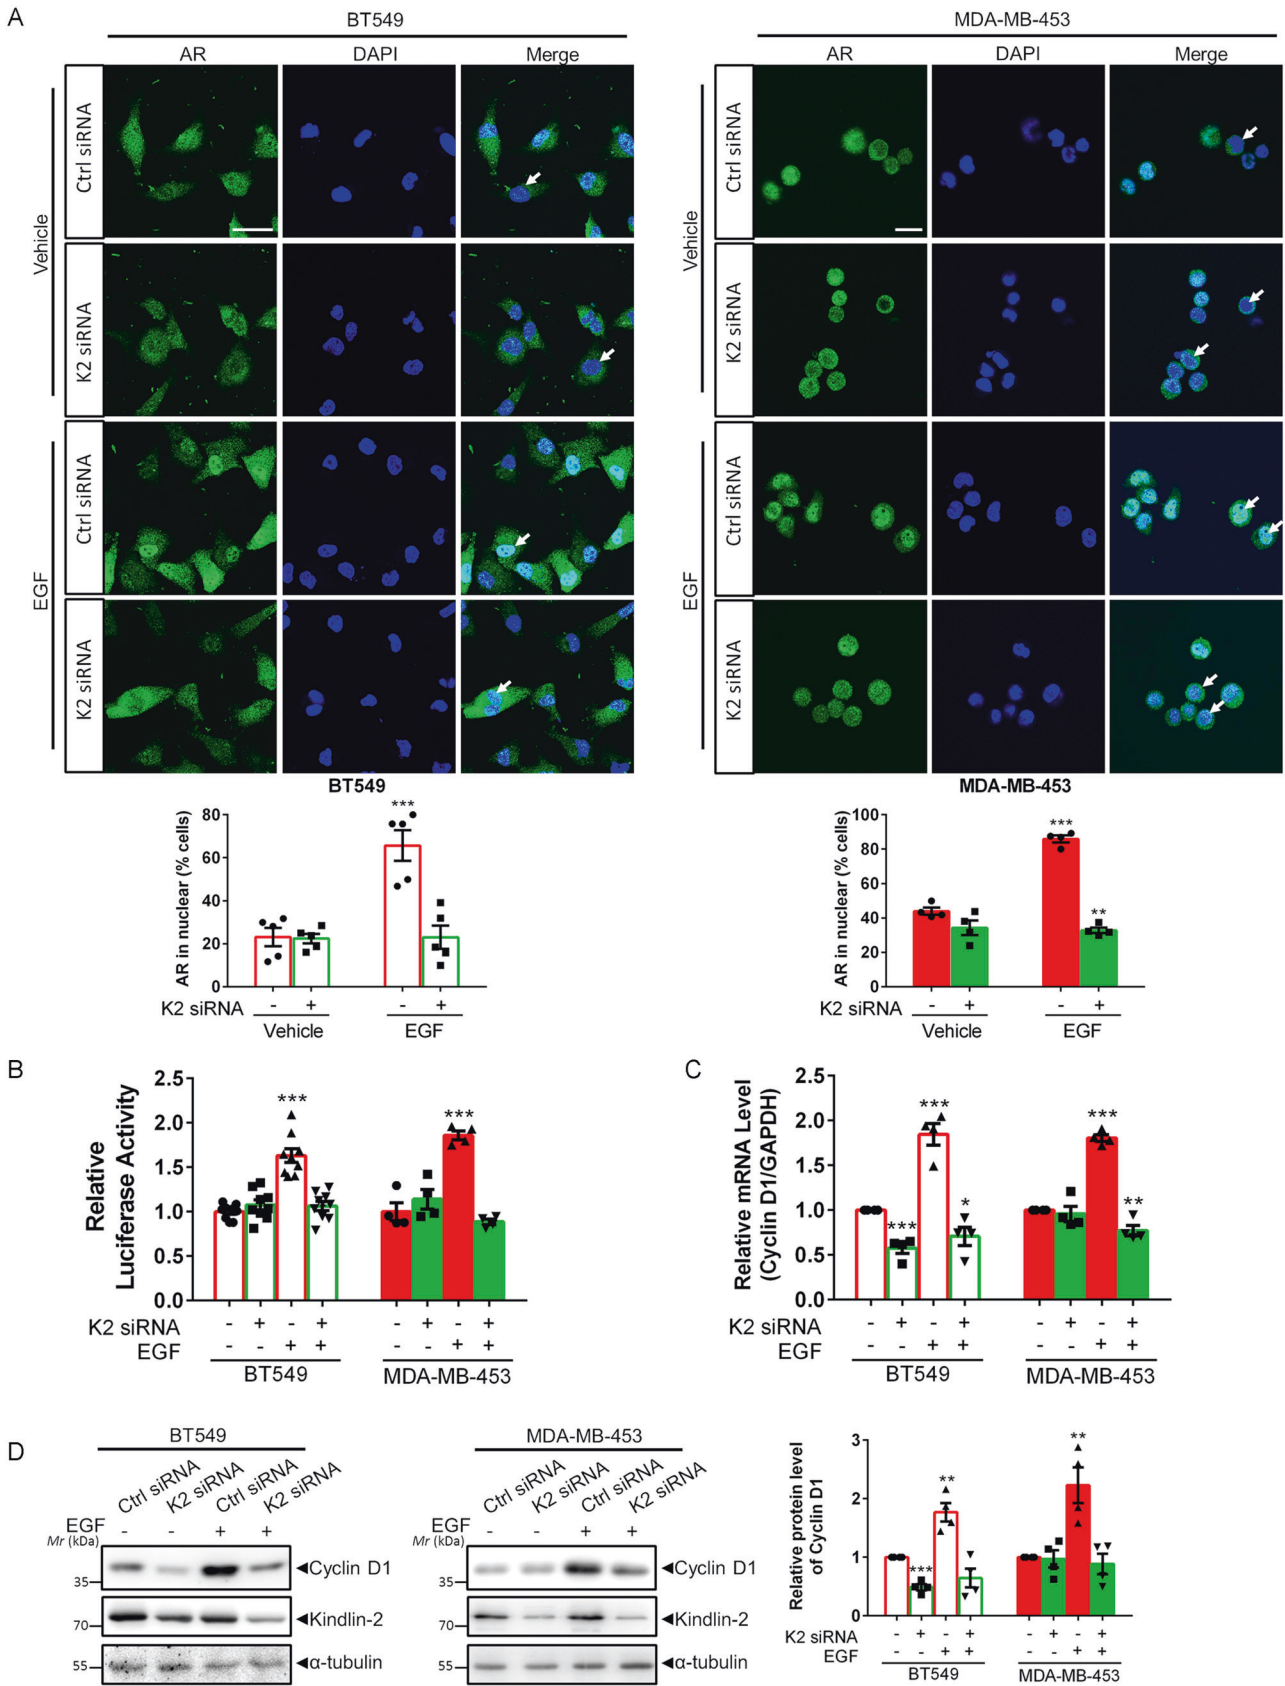 A
BT549
MDA-MB-453
AR DAPI Merge
AR DAPI Merge
Vehicle
Ctrl siRNA
K2 siRNA
EGF
Ctrl siRNA
K2 siRNA
Vehicle
Ctrl siRNA
K2 siRNA
EGF
Ctrl siRNA
K2 siRNA
BT549
AR in nuclear (% cells)
80
60
40
20
0
***
K2 siRNA - + - +
Vehicle EGF
MDA-MB-453
AR in nuclear (% cells)
100
80
60
40
20
0
***
**
K2 siRNA - + - +
Vehicle EGF
B
Relative
Luciferase Activity
2.5
2.0
1.5
1.0
0.5
0.0
*** ***
K2 siRNA - + - + - + - +
EGF - - + + - - + +
BT549 MDA-MB-453
C
Relative mRNA Level
(Cyclin D1/GAPDH)
2.5
2.0
1.5
1.0
0.5
0.0
*** *** * *** **
K2 siRNA - + - + - + - +
EGF - - + + - - + +
BT549 MDA-MB-453
D
BT549
Ctrl siRNA K2 siRNA Ctrl siRNA K2 siRNA
EGF - - + +
Mr (kDa)
35 Cyclin D1
70 Kindlin-2
55 α-tubulin
MDA-MB-453
Ctrl siRNA K2 siRNA Ctrl siRNA K2 siRNA
EGF - - + +
Mr (kDa)
35 Cyclin D1
70 Kindlin-2
55 α-tubulin
Relative protein level
of Cyclin D1
3
2
1
0
*** ** **
K2 siRNA - + - + - + - +
EGF - - + + - - + +
BT549 MDA-MB-453